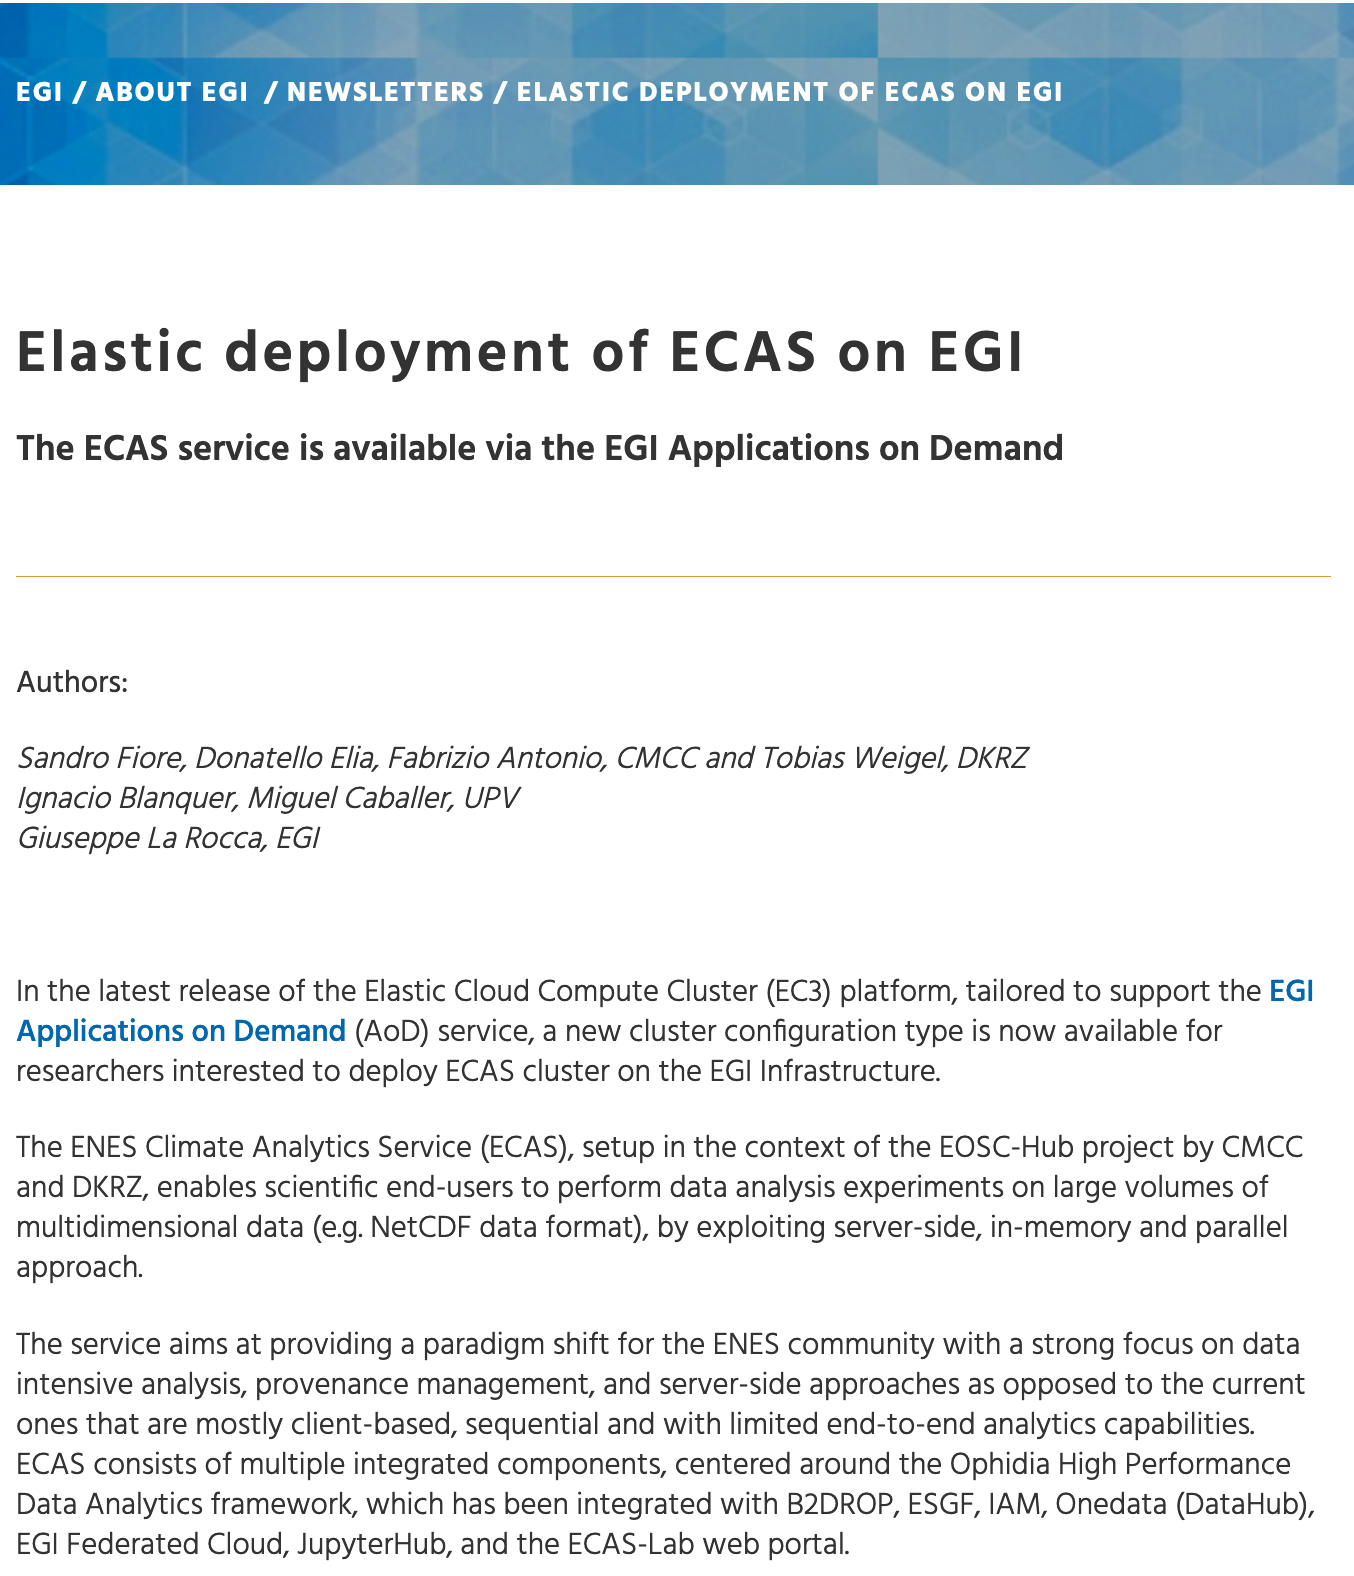 EGI / ABOUT EGI / NEWSLETTERS / ELASTIC DEPLOYMENT OF ECAS ON EGI
Elastic deployment of ECAS on EGI
The ECAS service is available via the EGI Applications on Demand
Authors:
Sandro Fiore, Donatello Elia, Fabrizio Antonio, CMCC and Tobias Weigel, DKRZ
Ignacio Blanquer, Miguel Caballer, UPV
Giuseppe La Rocca, EGI
In the latest release of the Elastic Cloud Compute Cluster (EC3) platform, tailored to support the EGI
Applications on Demand (AoD) service, a new cluster configuration type is now available for
researchers interested to deploy ECAS cluster on the EGI Infrastructure.
The ENES Climate Analytics Service (ECAS), setup in the context of the EOSC-Hub project by CMCC
and DKRZ, enables scientific end-users to perform data analysis experiments on large volumes of
multidimensional data (e.g. NetCDF data format), by exploiting server-side, in-memory and parallel
approach.
The service aims at providing a paradigm shift for the ENES community with a strong focus on data
intensive analysis, provenance management, and server-side approaches as opposed to the current
ones that are mostly client-based, sequential and with limited end-to-end analytics capabilities.
ECAS consists of multiple integrated components, centered around the Ophidia High Performance
Data Analytics framework, which has been integrated with B2DROP, ESGF, IAM, Onedata (DataHub),
EGI Federated Cloud, JupyterHub, and the ECAS-Lab web portal.